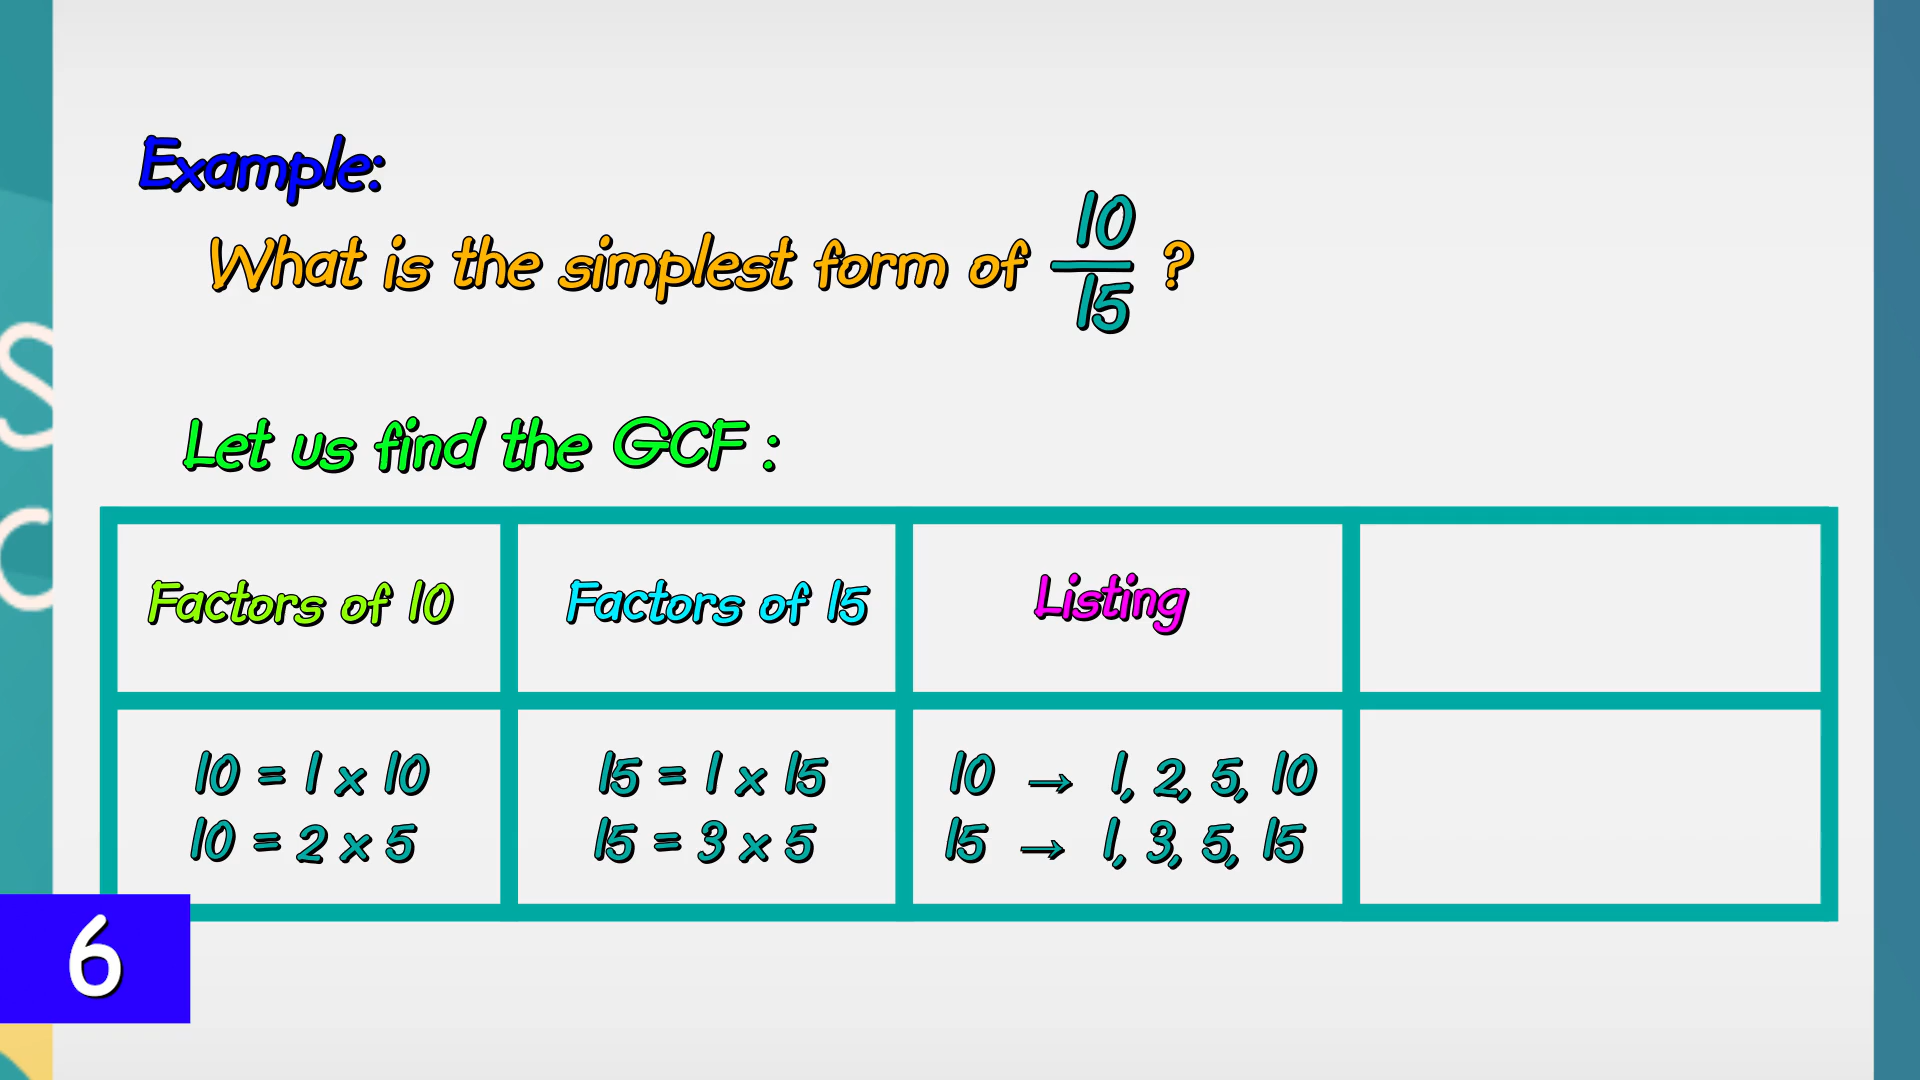 Example:
What is the simplest form of 10/15 ?
Let us find the GCF :
Factors of 10
Factors of 15
Listing
10 = 1 x 10
10 = 2 x 5
15 = 1 x 15
15 = 3 x 5
10 → 1, 2, 5, 10
15 → 1, 3, 5, 15
6
S